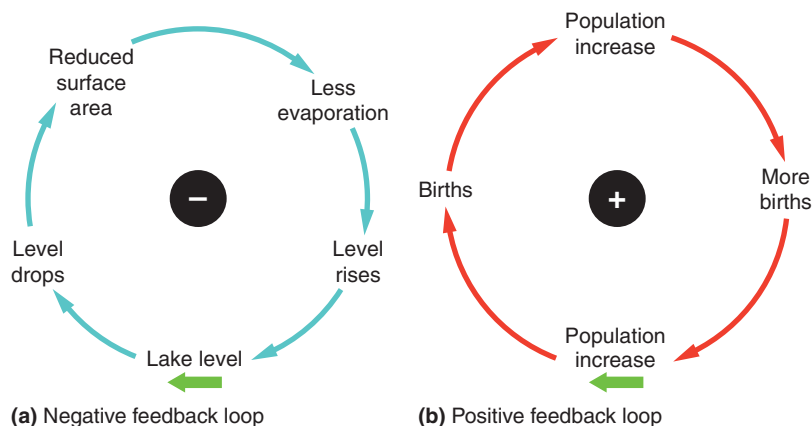 Reduced
surface
area
Less
evaporation
−
Level
drops
Level
rises
Lake level
(a) Negative feedback loop
Population
increase
Births
+
More
births
Population
increase
(b) Positive feedback loop